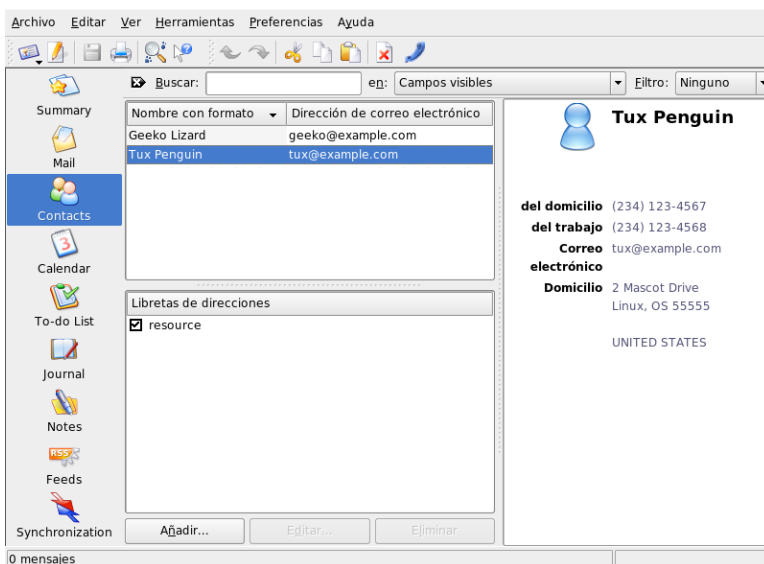 Archivo Editar Ver Herramientas Preferencias Ayuda
Buscar: en: Campos visibles Filtro: Ninguno
Summary
Mail
Contacts
3
Calendar
To-do List
Journal
Notes
RSS
Feeds
Synchronization
Nombre con formato Dirección de correo electrónico
Geeko Lizard geeko@example.com
Tux Penguin tux@example.com
Libretas de direcciones
resource
Añadir... Editar... Eliminar
Tux Penguin
del domicilio (234) 123-4567
del trabajo (234) 123-4568
Correo tux@example.com
electrónico
Domicilio 2 Mascot Drive
Linux, OS 55555
UNITED STATES
0 mensajes